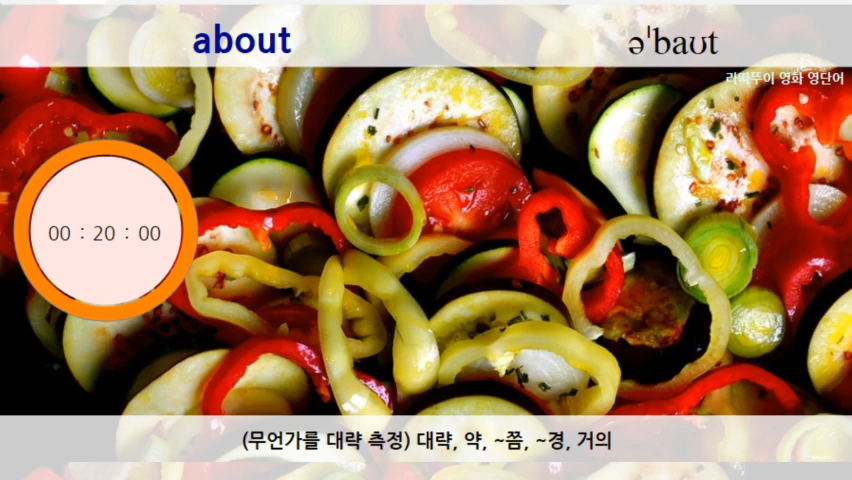 about
əˈbaʊt
라따뚜이 영화 영단어
00 : 20 : 00
(무언가를 대략 측정) 대략, 약, ~쯤, ~경, 거의